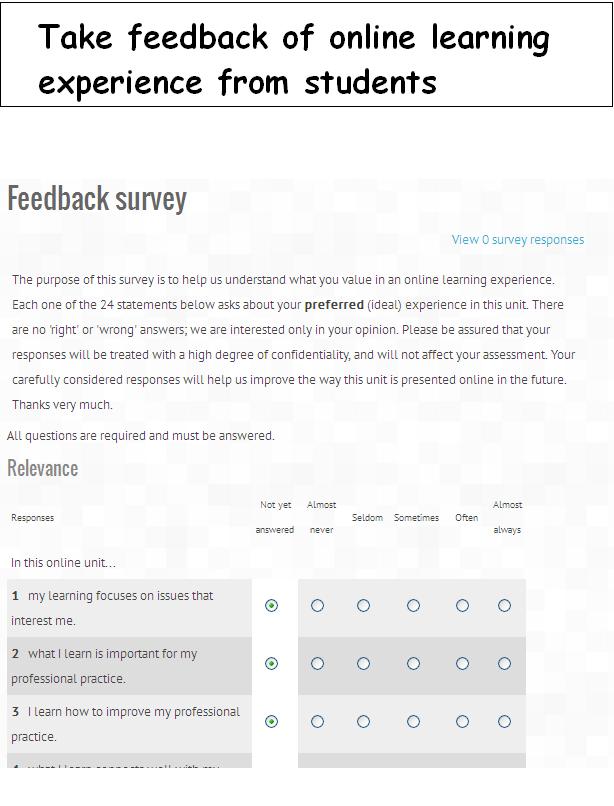 Take feedback of online learning
experience from students
Feedback survey
View 0 survey responses
The purpose of this survey is to help us understand what you value in an online learning experience.
Each one of the 24 statements below asks about your preferred (ideal) experience in this unit. There
are no 'right' or 'wrong' answers; we are interested only in your opinion. Please be assured that your
responses will be treated with a high degree of confidentiality, and will not affect your assessment. Your
carefully considered responses will help us improve the way this unit is presented online in the future.
Thanks very much.
All questions are required and must be answered.
Relevance
Responses Not yet answered Almost never Seldom Sometimes Often Almost always
In this online unit...
1 my learning focuses on issues that
interest me.
2 what I learn is important for my
professional practice.
3 I learn how to improve my professional
practice.